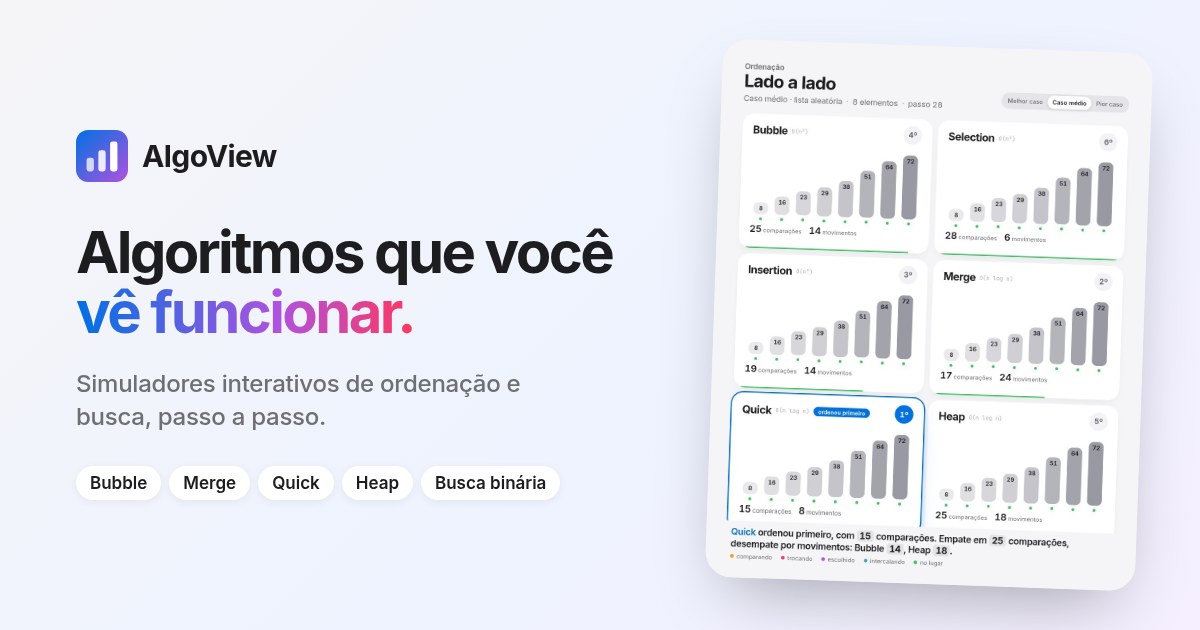 AlgoView
Algoritmos que você
vê funcionar.
Simuladores interativos de ordenação e
busca, passo a passo.
Bubble Merge Quick Heap Busca binária
Ordenação
Lado a lado
Caso médio · lista aleatória · 8 elementos · passo 28
Melhor caso Caso médio Pior caso
Bubble O(n²) 4º
8 16 23 29 38 51 64 72
25 comparações 14 movimentos
Selection O(n²) 6º
8 16 23 29 38 51 64 72
28 comparações 6 movimentos
Insertion O(n²) 3º
8 16 23 29 38 51 64 72
19 comparações 14 movimentos
Merge O(n log n) 2º
8 16 23 29 38 51 64 72
17 comparações 24 movimentos
Quick O(n log n) ordenou primeiro 1º
8 16 23 29 38 51 64 72
15 comparações 8 movimentos
Heap O(n log n) 5º
8 16 23 29 38 51 64 72
25 comparações 18 movimentos
Quick ordenou primeiro, com 15 comparações. Empate em 25 comparações,
desempate por movimentos: Bubble 14, Heap 18.
comparando trocando escolhido intercalando no lugar